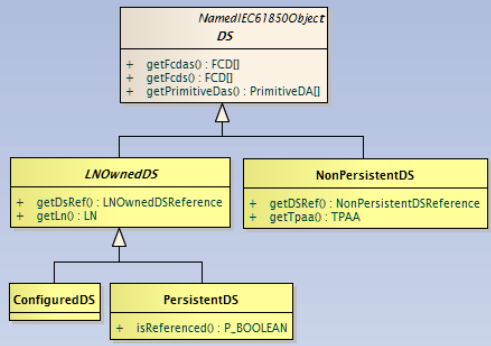 NamedIEC61850Object
DS
+ getFcdas() : FCD[]
+ getFcds() : FCD[]
+ getPrimitiveDas() : PrimitiveDA[]
LNOwnedDS
+ getDsRef() : LNOwnedDSReference
+ getLn() : LN
NonPersistentDS
+ getDSRef() : NonPersistentDSReference
+ getTpaa() : TPAA
ConfiguredDS
PersistentDS
+ isReferenced() : P_BOOLEAN